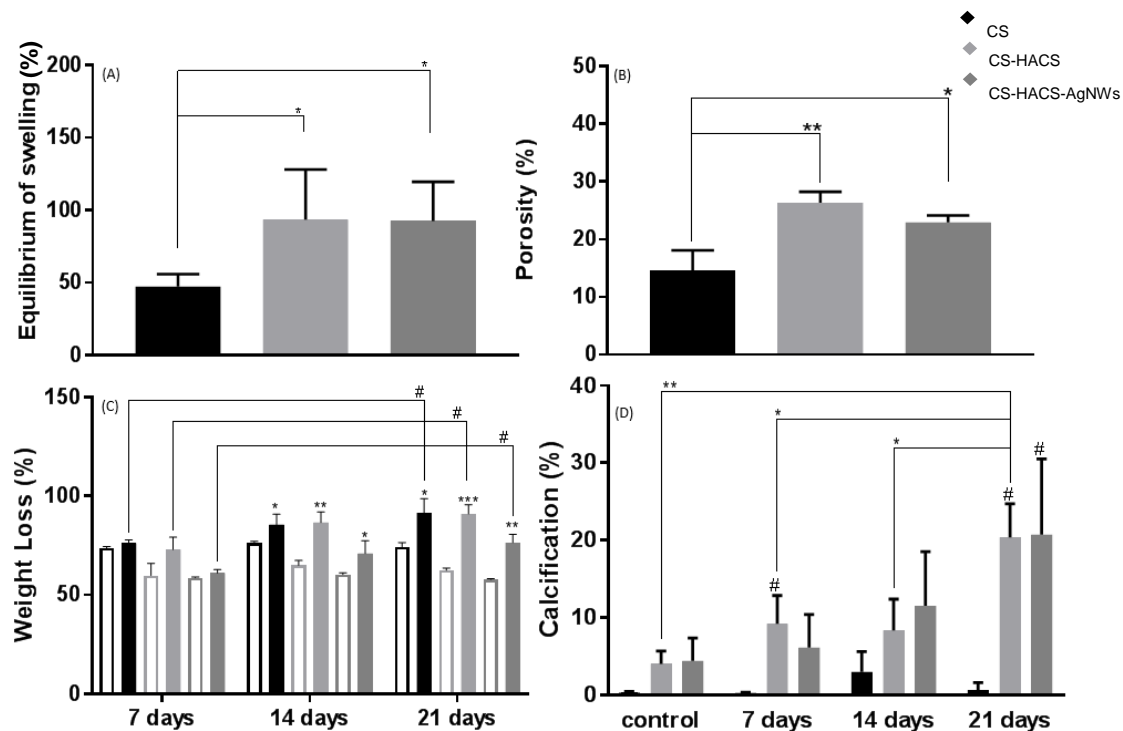 CS
CS-HACS
CS-HACS-AgNWs
(A)
Equilibrium of swelling (%)
200
150
100
50
0
*
*
(B)
Porosity (%)
50
40
30
20
10
0
**
*
(C)
Weight Loss (%)
150
100
50
0
#
#
#
* ** * * *** **
7 days 14 days 21 days
(D)
Calcification (%)
40
30
20
10
0
**
*
*
# # #
control 7 days 14 days 21 days